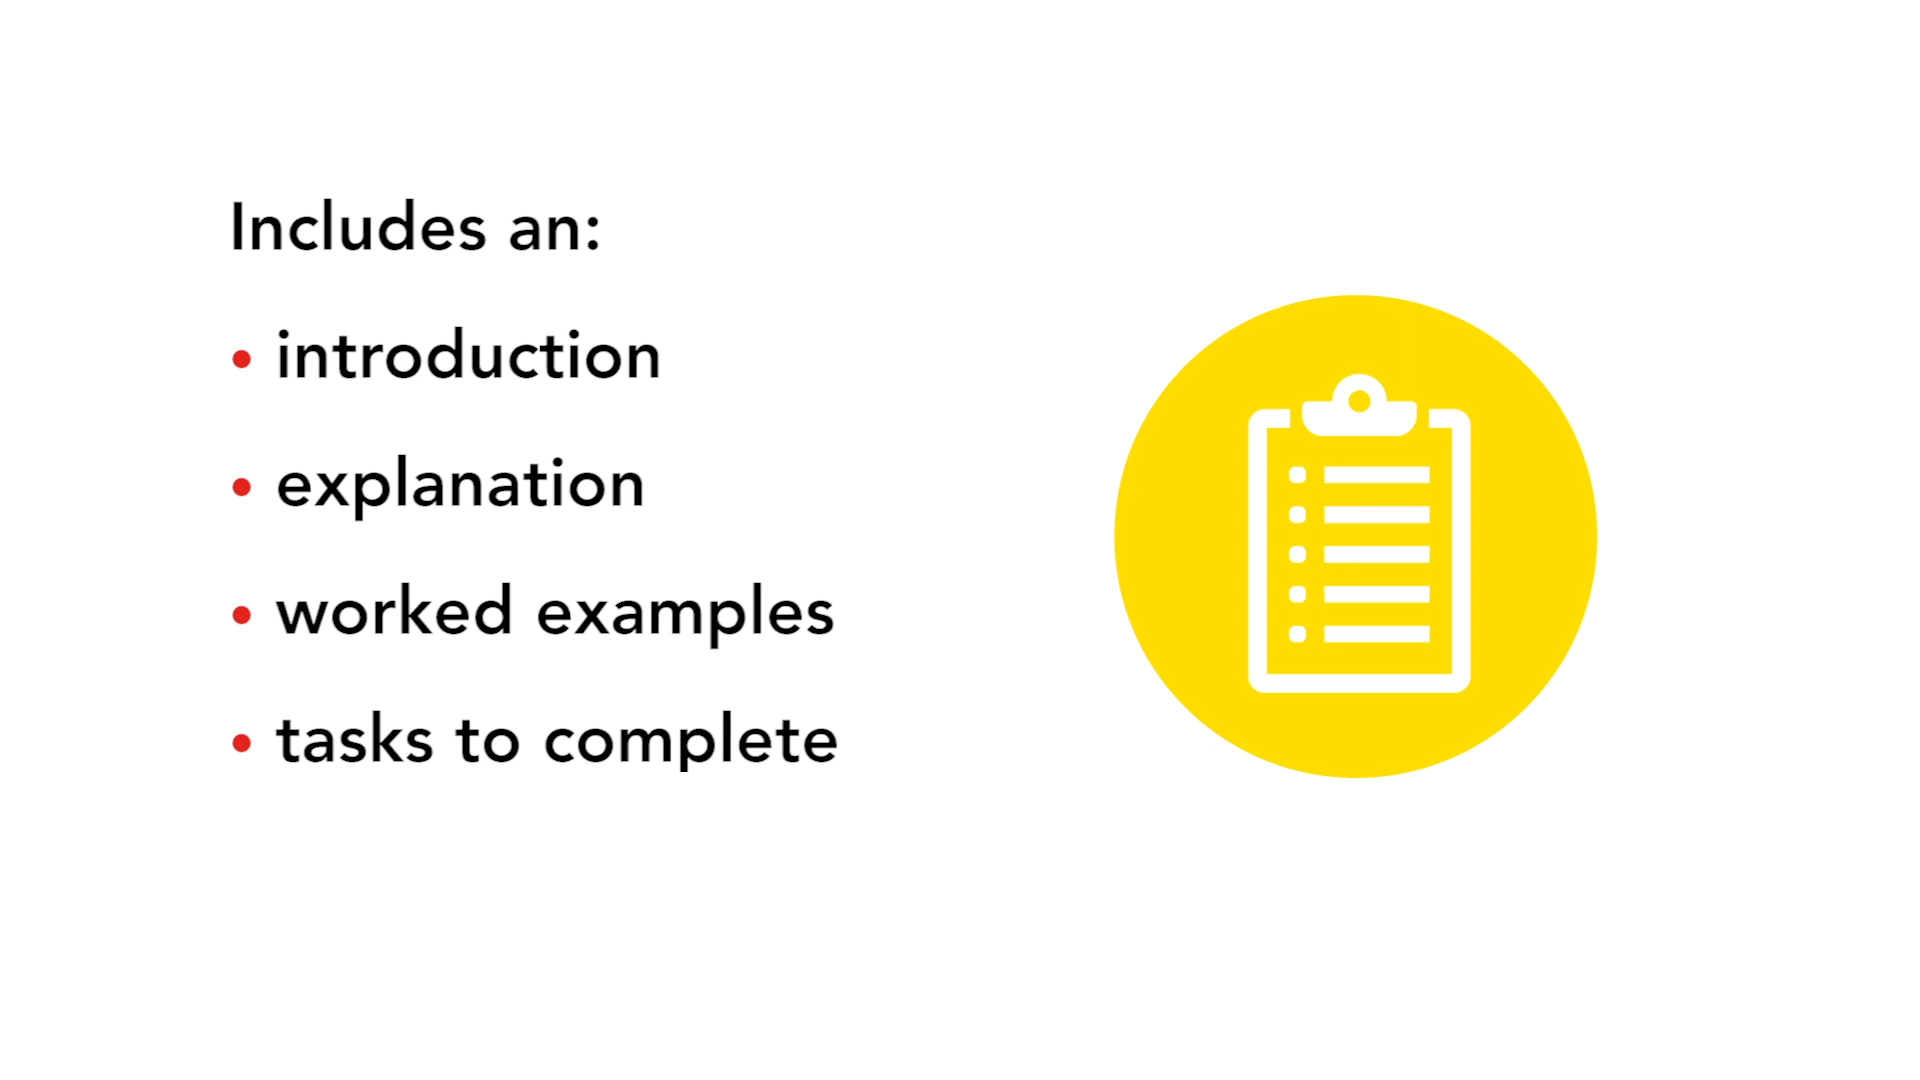 Includes an:
• introduction
• explanation
• worked examples
• tasks to complete